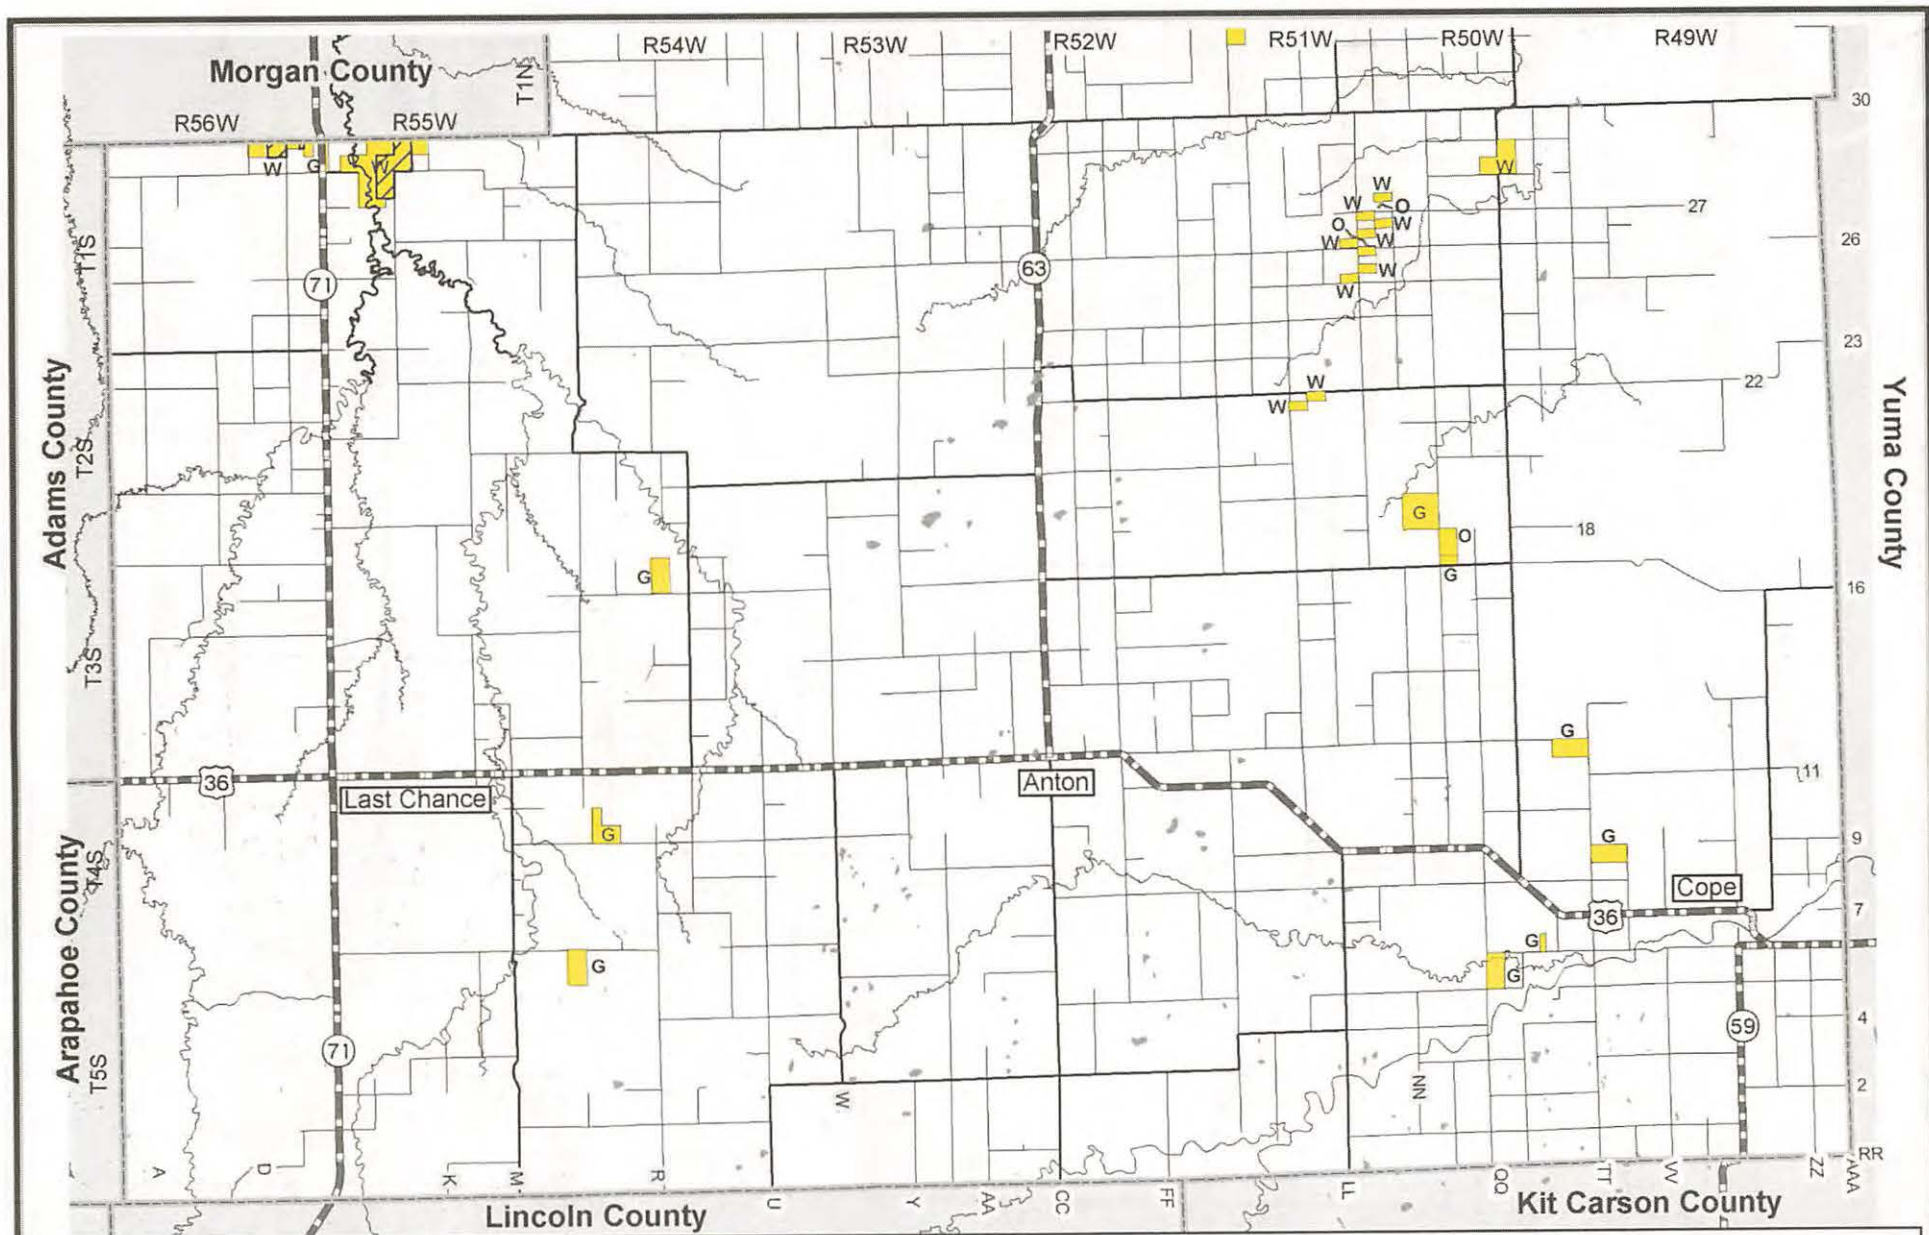 R54W R53W R52W R51W R50W R49W
Morgan County
T1N
30
R56W R55W
W G W
W
W
W O
27
O W
W W
26
T1S
W
63
71
W
23
22
W
W
Adams County
Yuma County
T2S
G
18
O
G
G
16
T3S
G
11
36
Last Chance
Anton
G
G
9
Arapahoe County
T4S
Cope
36
7
G
G
G
4
59
71
T5S
W
NN
2
RR
A D K M R U Y AA CC FF LL QQ TT VV ZZ AAA
Lincoln County
Kit Carson County